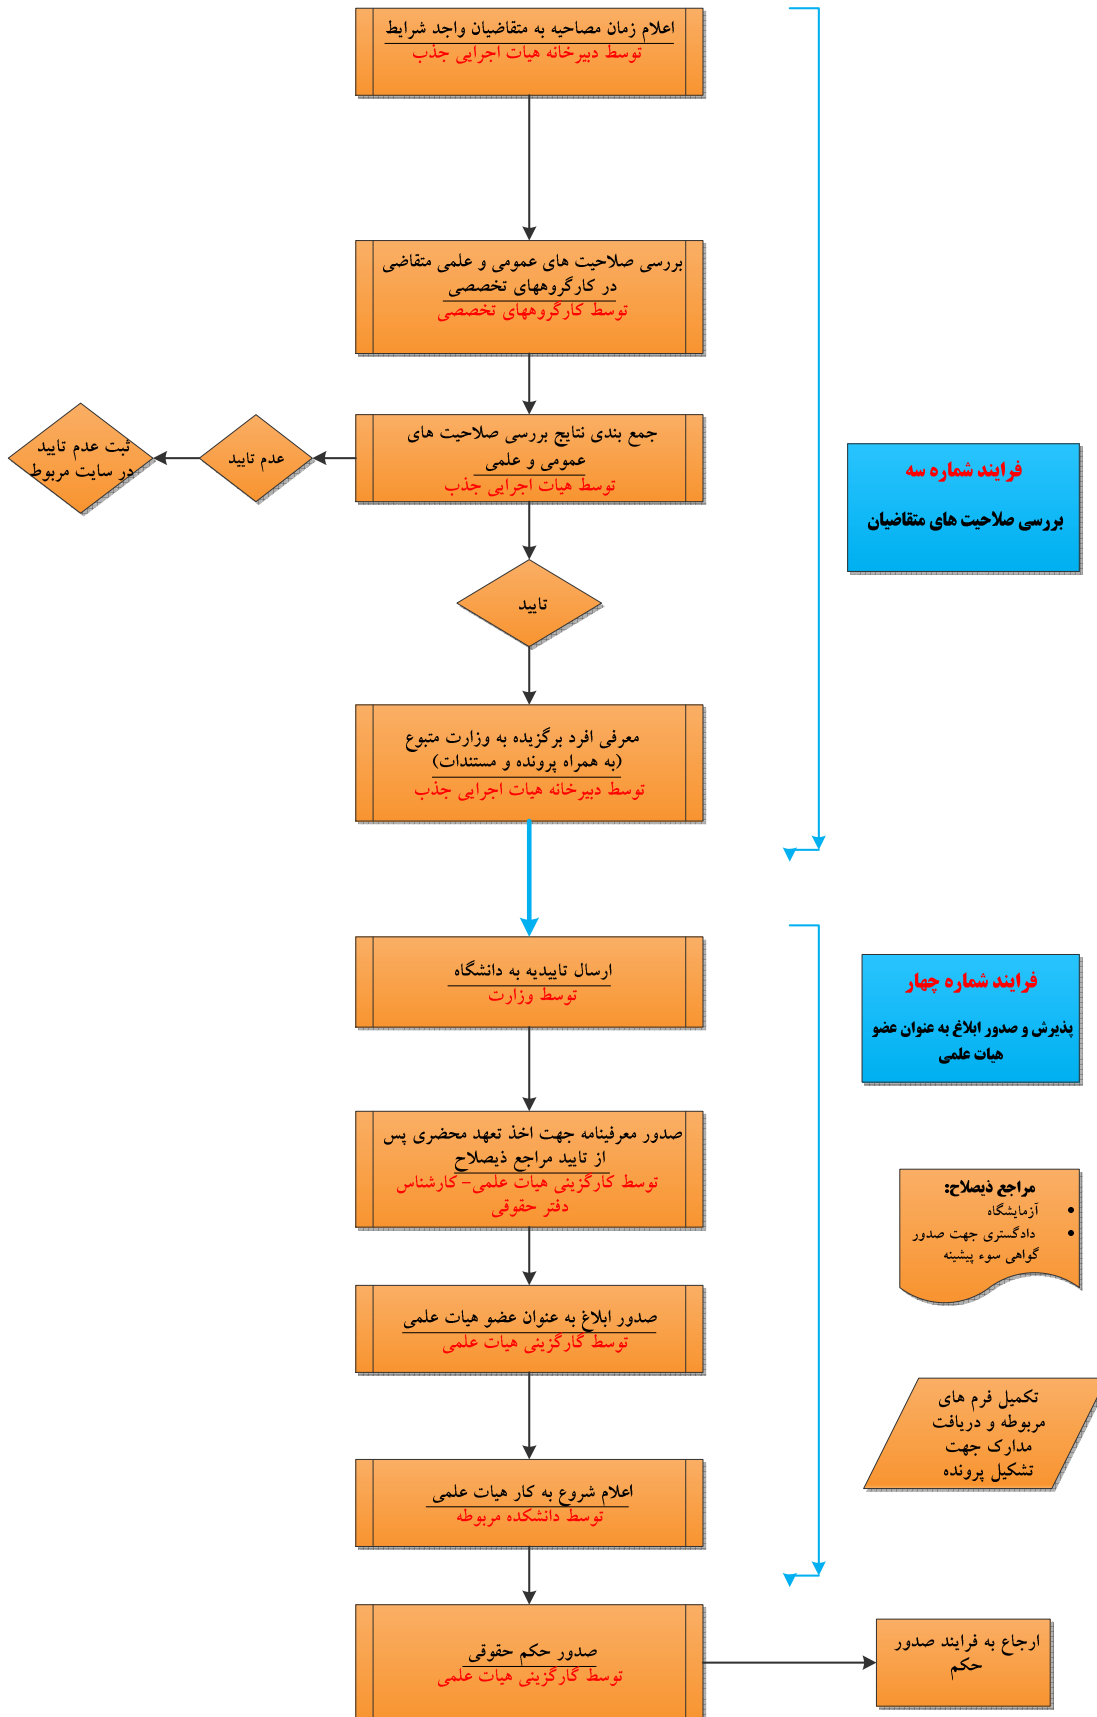 اعلام زمان مصاحبه به متقاضیان واجد شرایط
توسط دبیرخانه هیات اجرایی جذب
بررسی صلاحیت های عمومی و علمی متقاضی
در کارگروههای تخصصی
توسط کارگروههای تخصصی
جمع بندی نتایج بررسی صلاحیت های
عمومی و علمی
توسط هیات اجرایی جذب
عدم تایید
ثبت عدم تایید
در سایت مربوط
فرایند شماره سه
بررسی صلاحیت های متقاضیان
تایید
معرفی افرد برگزیده به وزارت متبوع
(به همراه پرونده و مستندات)
توسط دبیرخانه هیات اجرایی جذب
ارسال تاییدیه به دانشگاه
توسط وزارت
فرایند شماره چهار
پذیرش و صدور ابلاغ به عنوان عضو
هیات علمی
صدور معرفینامه جهت اخذ تعهد محضری پس
از تایید مراجع ذیصلاح
توسط کارگزینی هیات علمی- کارشناس
دفتر حقوقی
مراجع ذیصلاح:
• آزمایشگاه
• دادگستری جهت صدور
گواهی سوء پیشینه
صدور ابلاغ به عنوان عضو هیات علمی
توسط گارگزینی هیات علمی
تکمیل فرم های
مربوطه و دریافت
مدارک جهت
تشکیل پرونده
اعلام شروع به کار هیات علمی
توسط دانشکده مربوطه
صدور حکم حقوقی
توسط گارگزینی هیات علمی
ارجاع به فرایند صدور
حکم